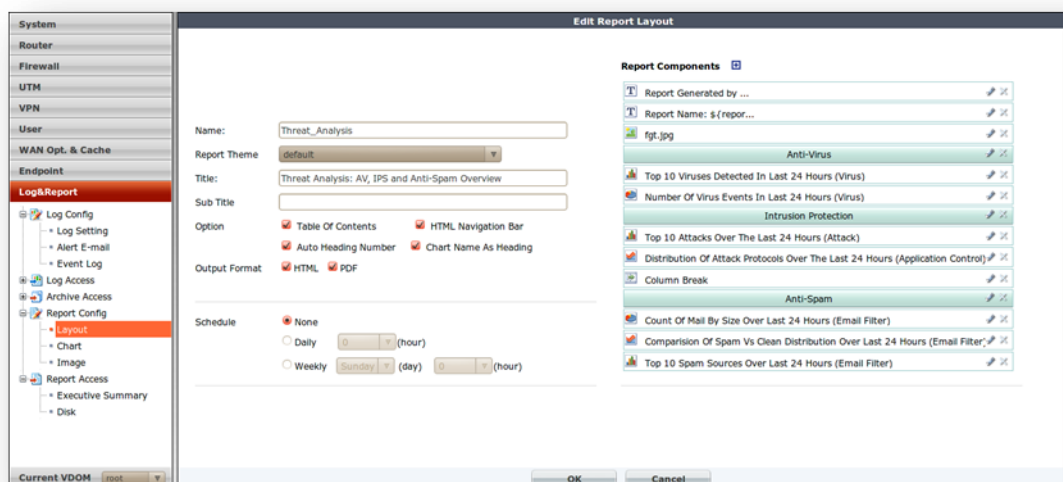 Edit Report Layout
System
Router
Firewall
UTM
VPN
User
WAN Opt. & Cache
Endpoint
Log&Report
Log Config
Log Setting
Alert E-mail
Event Log
Log Access
Archive Access
Report Config
Layout
Chart
Image
Report Access
Executive Summary
Disk
Current VDOM root
Name: Threat_Analysis
Report Theme default
Title: Threat Analysis: AV, IPS and Anti-Spam Overview
Sub Title
Option Table Of Contents HTML Navigation Bar
Auto Heading Number Chart Name As Heading
Output Format HTML PDF
Schedule None
Daily 0 (hour)
Weekly Sunday (day) 0 (hour)
Report Components
T Report Generated by ...
T Report Name: ${repor...
fgt.jpg
Anti-Virus
Top 10 Viruses Detected In Last 24 Hours (Virus)
Number Of Virus Events In Last 24 Hours (Virus)
Intrusion Protection
Top 10 Attacks Over The Last 24 Hours (Attack)
Distribution Of Attack Protocols Over The Last 24 Hours (Application Control)
Column Break
Anti-Spam
Count Of Mail By Size Over Last 24 Hours (Email Filter)
Comparision Of Spam Vs Clean Distribution Over Last 24 Hours (Email Filter)
Top 10 Spam Sources Over Last 24 Hours (Email Filter)
OK Cancel